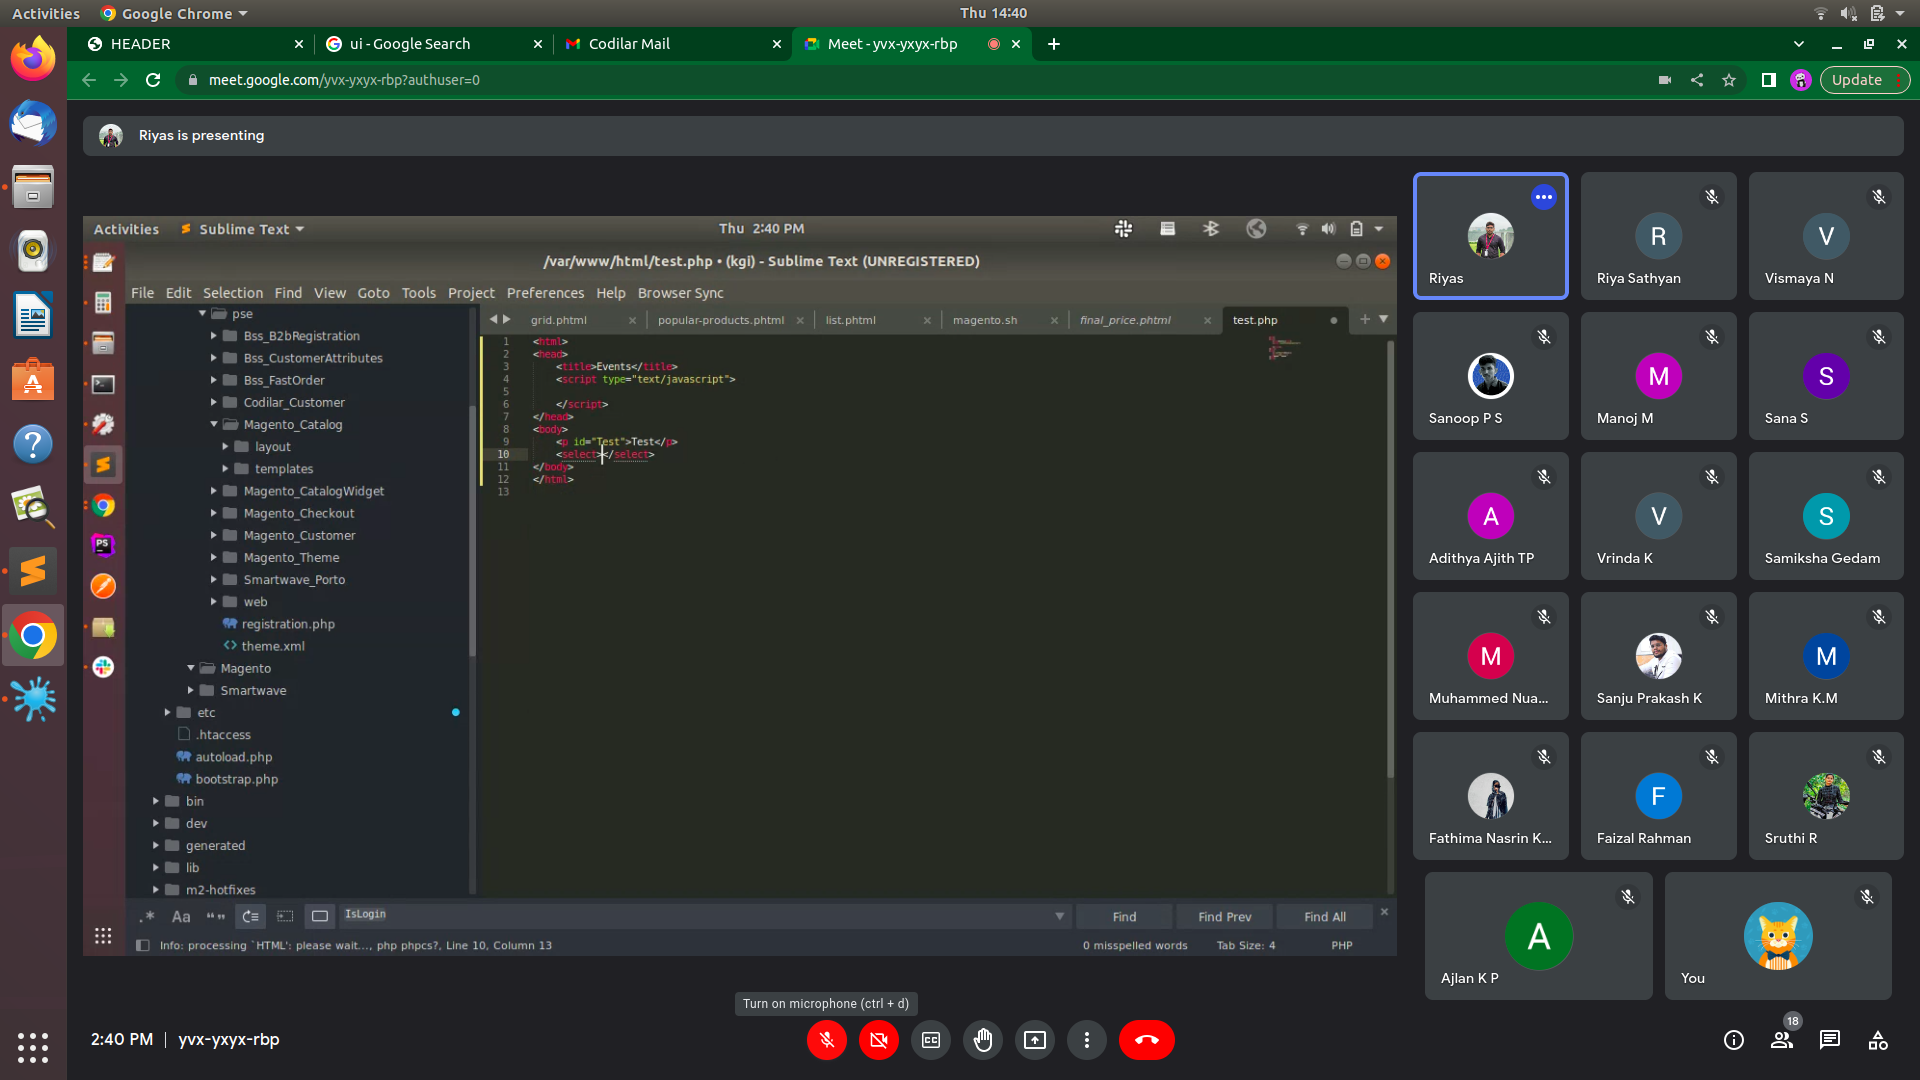 Activities
Google Chrome
Thu 14:40
HEADER
ui - Google Search
Codilar Mail
Meet - yvx-yxyx-rbp
meet.google.com/yvx-yxyx-rbp?authuser=0
Update
Riyas is presenting
Activities
Sublime Text
Thu 2:40 PM
/var/www/html/test.php • (kgi) - Sublime Text (UNREGISTERED)
File Edit Selection Find View Goto Tools Project Preferences Help Browser Sync
pse
Bss_B2bRegistration
Bss_CustomerAttributes
Bss_FastOrder
Codilar_Customer
Magento_Catalog
layout
templates
Magento_CatalogWidget
Magento_Checkout
Magento_Customer
Magento_Theme
Smartwave_Porto
web
registration.php
theme.xml
Magento
Smartwave
etc
.htaccess
autoload.php
bootstrap.php
bin
dev
generated
lib
m2-hotfixes
grid.phtml
popular-products.phtml
list.phtml
magento.sh
final_price.phtml
test.php
1 <html>
2 <head>
3 <title>Events</title>
4 <script type="text/javascript">
5
6 </script>
7 </head>
8 <body>
9 <p id="Test">Test</p>
10 <select></select>
11 </body>
12 </html>
13
.* Aa “”
IsLogin
Find
Find Prev
Find All
Info: processing `HTML': please wait..., php phpcs?, Line 10, Column 13
0 misspelled words
Tab Size: 4
PHP
PS
Riyas
R
Riya Sathyan
V
Vismaya N
Sanoop P S
M
Manoj M
S
Sana S
A
Adithya Ajith TP
V
Vrinda K
S
Samiksha Gedam
M
Muhammed Nua...
Sanju Prakash K
M
Mithra K.M
Fathima Nasrin K...
F
Faizal Rahman
Sruthi R
A
Ajlan K P
You
Turn on microphone (ctrl + d)
2:40 PM | yvx-yxyx-rbp
18